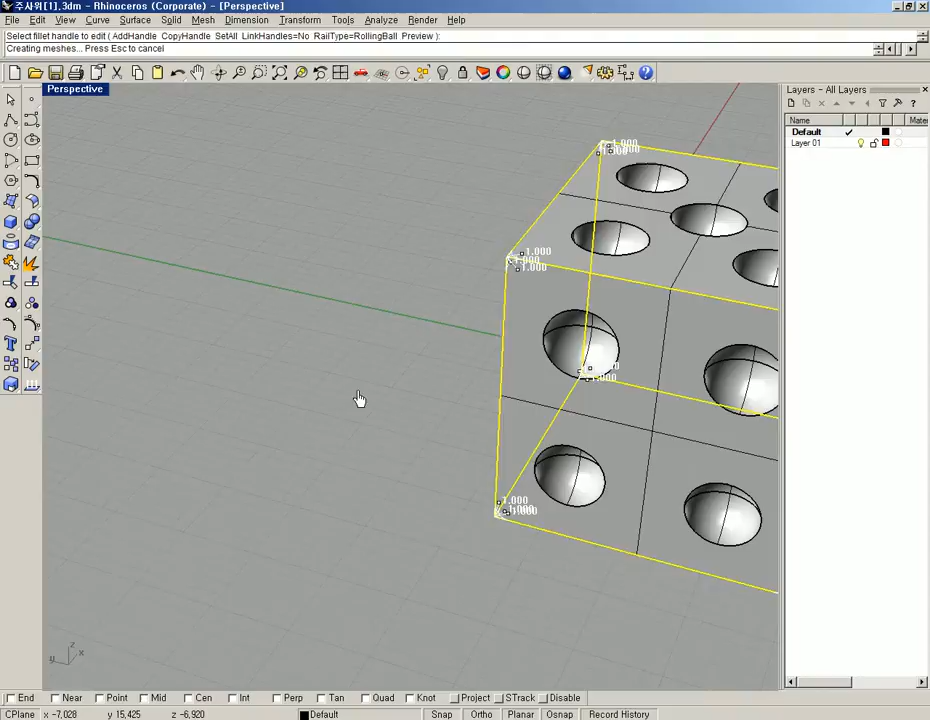 주사위[1].3dm - Rhinoceros (Corporate) - [Perspective]
File Edit View Curve Surface Solid Mesh Dimension Transform Tools Analyze Render Help
Select fillet handle to edit ( AddHandle CopyHandle SetAll LinkHandles=No RailType=RollingBall Preview ):
Creating meshes... Press Esc to cancel
Perspective
Layers - All Layers
Name Mate
Default
Layer 01
1.000
1.000
1.000
1.000
1.000
1.000
z
y x
End Near Point Mid Cen Int Perp Tan Quad Knot Project STrack Disable
CPlane x -7,028 y 15,425 z -6,920 Default Snap Ortho Planar Osnap Record History